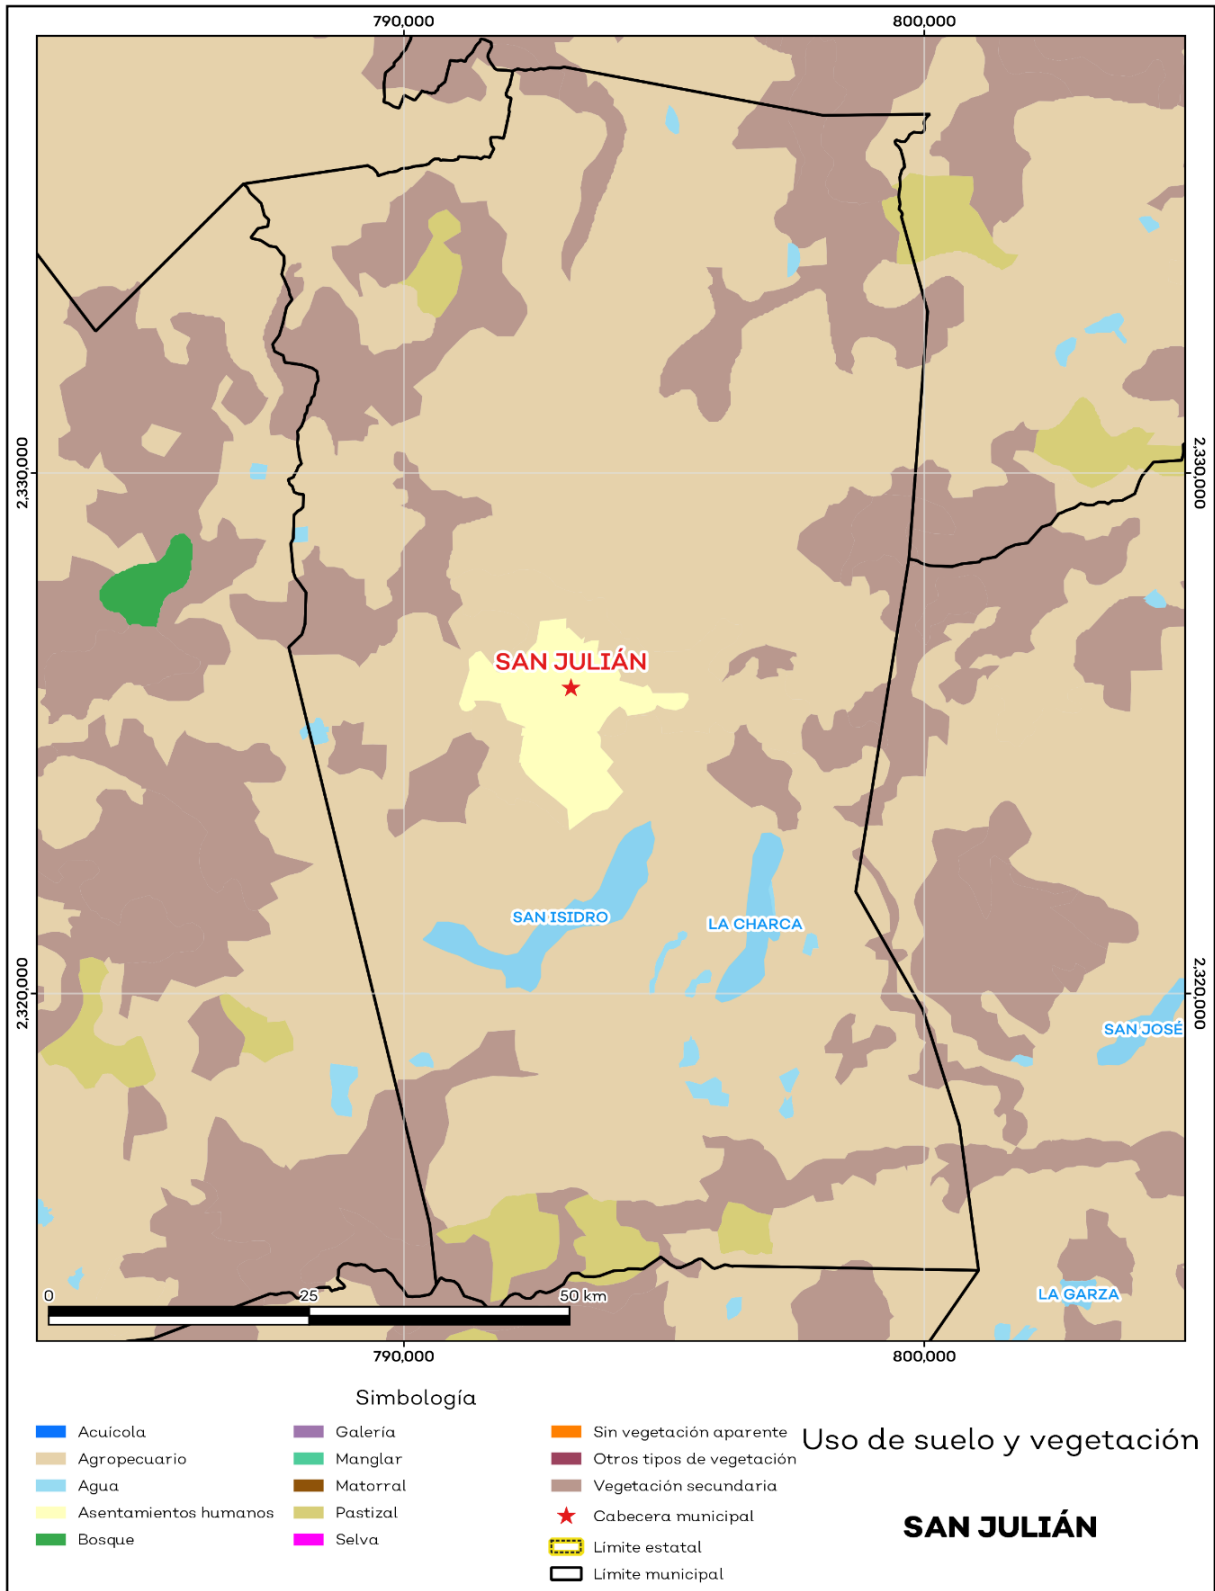 790,000
800,000
2,330,000
2,330,000
SAN JULIÁN
SAN ISIDRO
LA CHARCA
2,320,000
2,320,000
SAN JOSÉ
LA GARZA
0
25
50 km
790,000
800,000
Simbología
Acuícola
Agropecuario
Agua
Asentamientos humanos
Bosque
Galería
Manglar
Matorral
Pastizal
Selva
Sin vegetación aparente
Otros tipos de vegetación
Vegetación secundaria
Cabecera municipal
Límite estatal
Límite municipal
Uso de suelo y vegetación
SAN JULIÁN